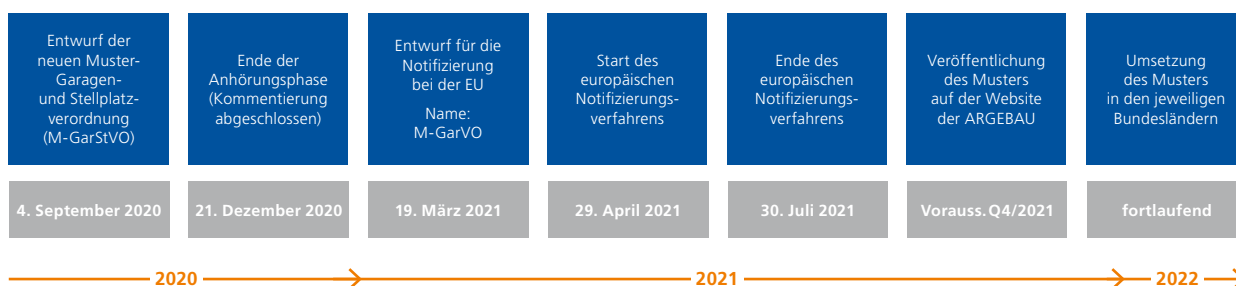 Entwurf der
neuen Muster-
Garagen-
und Stellplatz-
verordnung
(M-GarStVO)
Ende der
Anhörungsphase
(Kommentierung
abgeschlossen)
Entwurf für die
Notifizierung
bei der EU
Name:
M-GarVO
Start des
europäischen
Notifizierungs-
verfahrens
Ende des
europäischen
Notifizierungs-
verfahrens
Veröffentlichung
des Musters
auf der Website
der ARGEBAU
Umsetzung
des Musters
in den jeweiligen
Bundesländern
4. September 2020
21. Dezember 2020
19. März 2021
29. April 2021
30. Juli 2021
Vorauss. Q4/2021
fortlaufend
2020
2021
2022